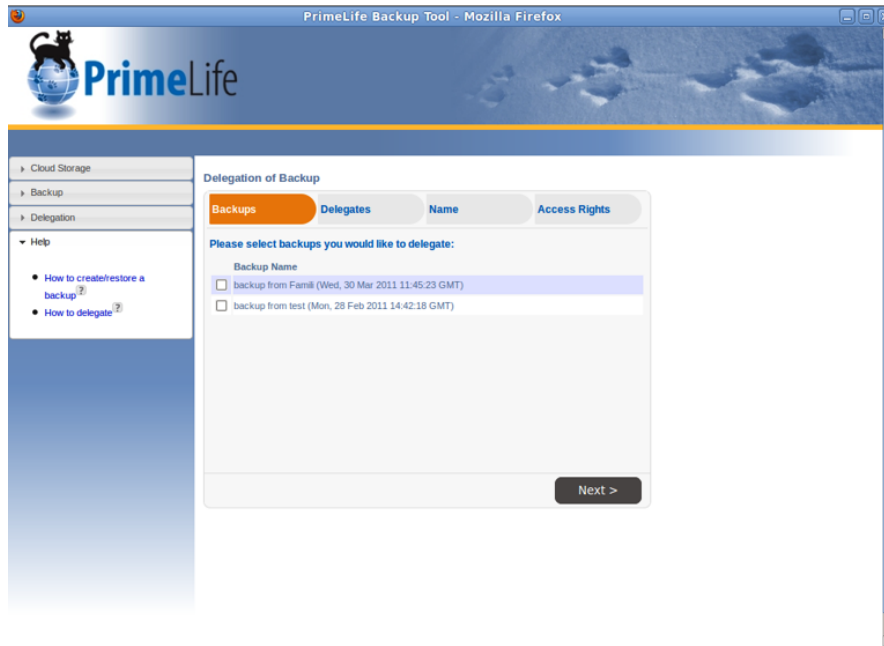 PrimeLife Backup Tool - Mozilla Firefox
PrimeLife
Cloud Storage
Backup
Delegation
Help
How to create/restore a
backup ?
How to delegate ?
Delegation of Backup
Backups Delegates Name Access Rights
Please select backups you would like to delegate:
Backup Name
backup from Famili (Wed, 30 Mar 2011 11:45:23 GMT)
backup from test (Mon, 28 Feb 2011 14:42:18 GMT)
Next >